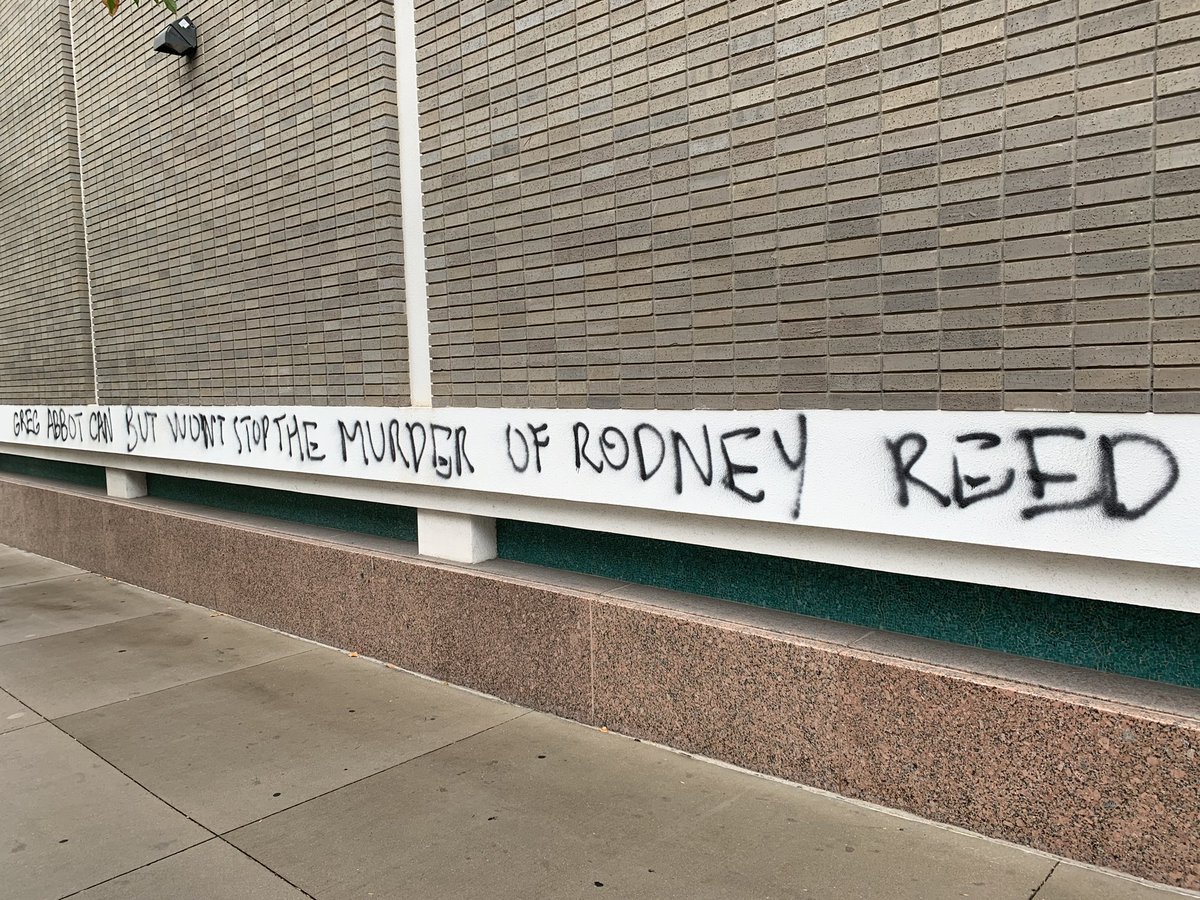 GREG ABBOT CAN BUT WON'T STOP THE MURDER OF RODNEY REED